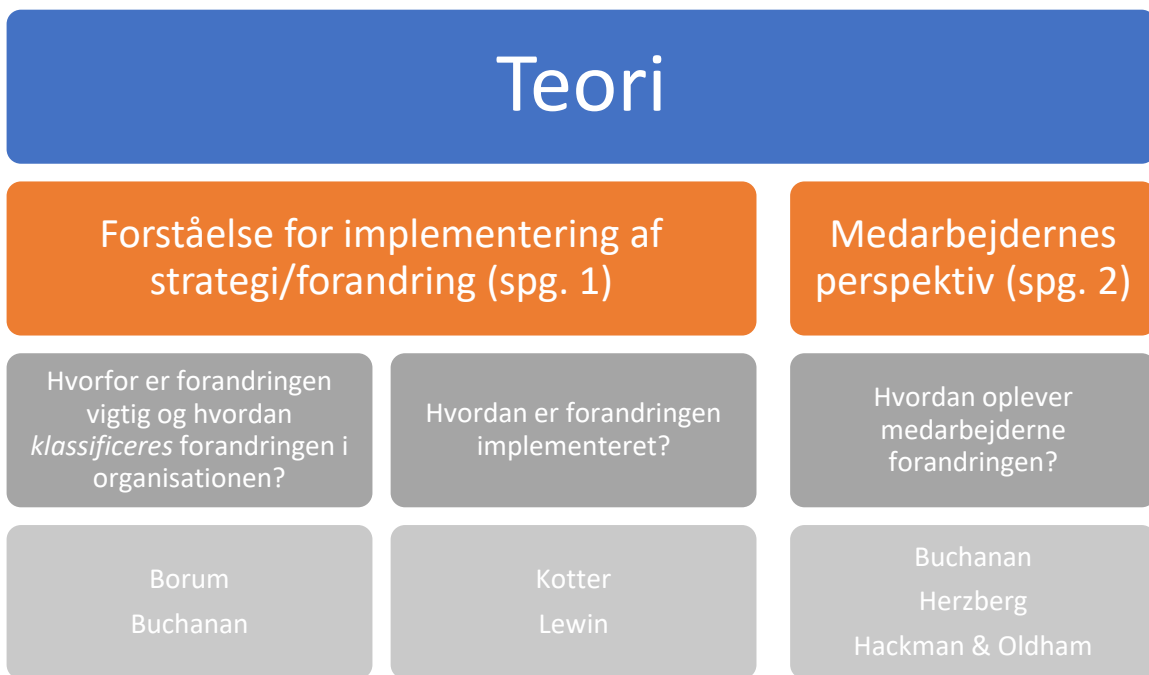 Teori
Forståelse for implementering af
strategi/forandring (spg. 1)
Medarbejdernes
perspektiv (spg. 2)
Hvorfor er forandringen
vigtig og hvordan
klassificeres forandringen i
organisationen?
Hvordan er forandringen
implementeret?
Hvordan oplever
medarbejderne
forandringen?
Borum
Buchanan
Kotter
Lewin
Buchanan
Herzberg
Hackman & Oldham